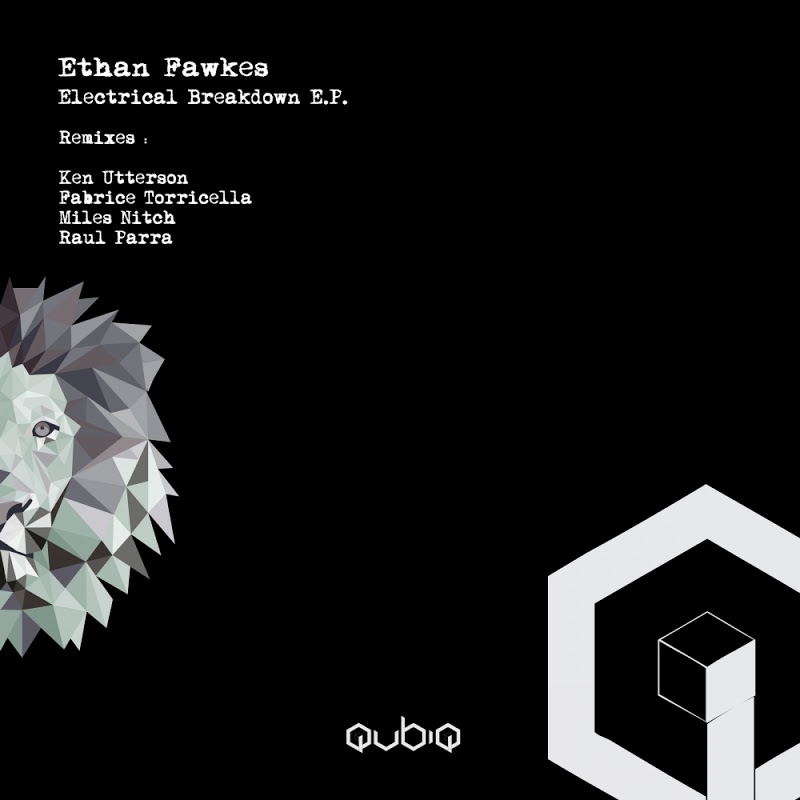 Ethan Fawkes
Electrical Breakdown E.P.
Remixes :
Ken Utterson
Fabrice Torricella
Miles Nitch
Raul Parra
QubiQ